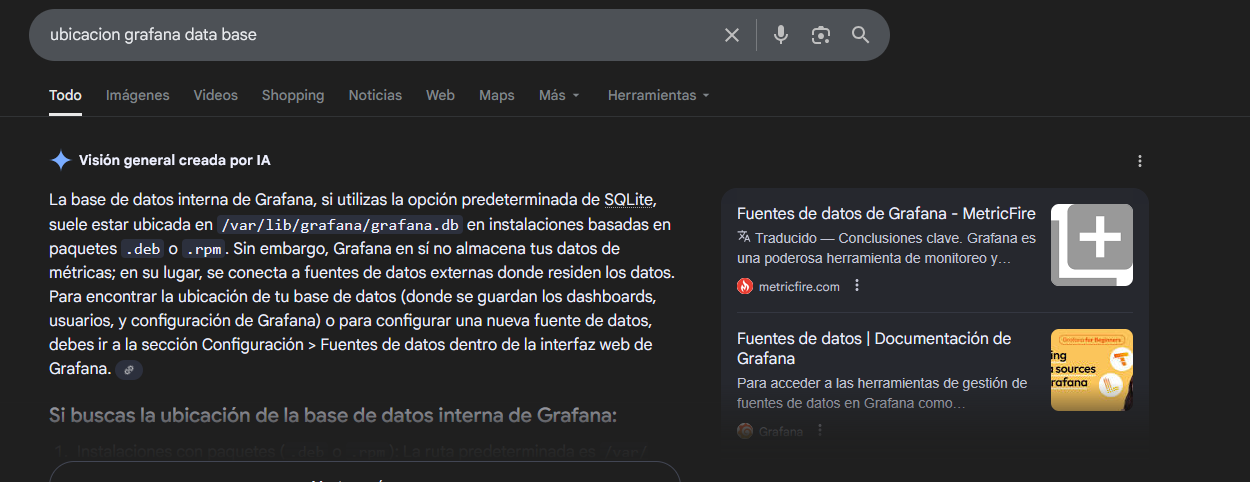 ubicacion grafana data base
Todo Imágenes Videos Shopping Noticias Web Maps Más Herramientas
Visión general creada por IA
La base de datos interna de Grafana, si utilizas la opción predeterminada de SQLite,
suele estar ubicada en /var/lib/grafana/grafana.db en instalaciones basadas en
paquetes .deb o .rpm. Sin embargo, Grafana en sí no almacena tus datos de
métricas; en su lugar, se conecta a fuentes de datos externas donde residen los datos.
Para encontrar la ubicación de tu base de datos (donde se guardan los dashboards,
usuarios, y configuración de Grafana) o para configurar una nueva fuente de datos,
debes ir a la sección Configuración > Fuentes de datos dentro de la interfaz web de
Grafana.
Si buscas la ubicación de la base de datos interna de Grafana:
1. Instalaciones con paquetes (.deb o .rpm): La ruta predeterminada es /var/
Fuentes de datos de Grafana - MetricFire
Traducido — Conclusiones clave. Grafana es
una poderosa herramienta de monitoreo y…
metricfire.com
Fuentes de datos | Documentación de
Grafana
Para acceder a las herramientas de gestión de
fuentes de datos en Grafana como…
Grafana
Grafana for Beginners
ing
a sources
rafana